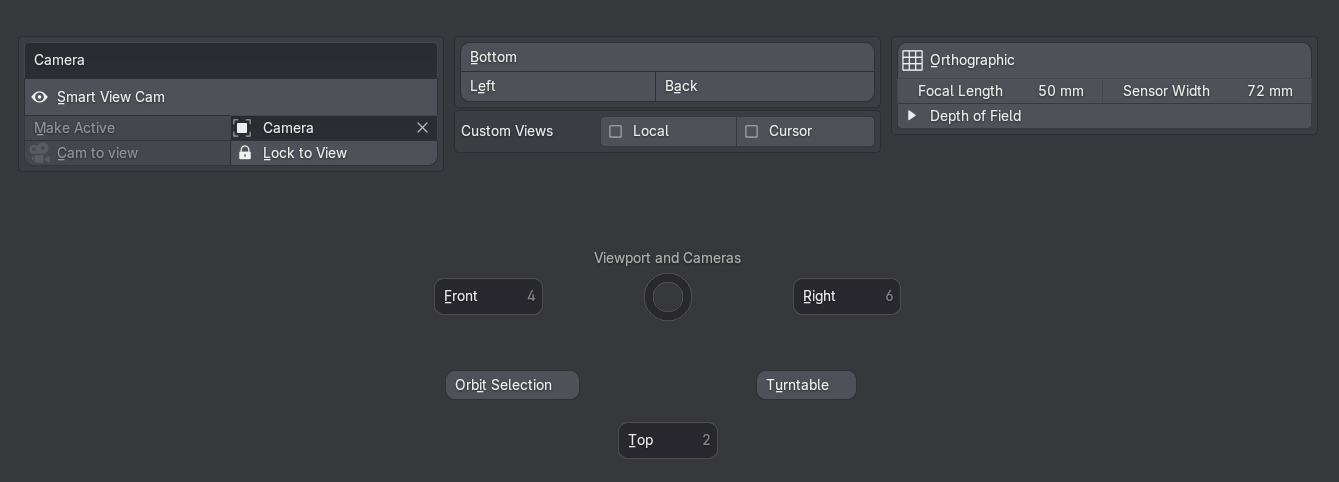 Camera
Smart View Cam
Make Active
Camera
Cam to view
Lock to View
Bottom
Left
Back
Custom Views
Local
Cursor
Orthographic
Focal Length 50 mm
Sensor Width 72 mm
Depth of Field
Viewport and Cameras
Front 4
Right 6
Orbit Selection
Turntable
Top 2